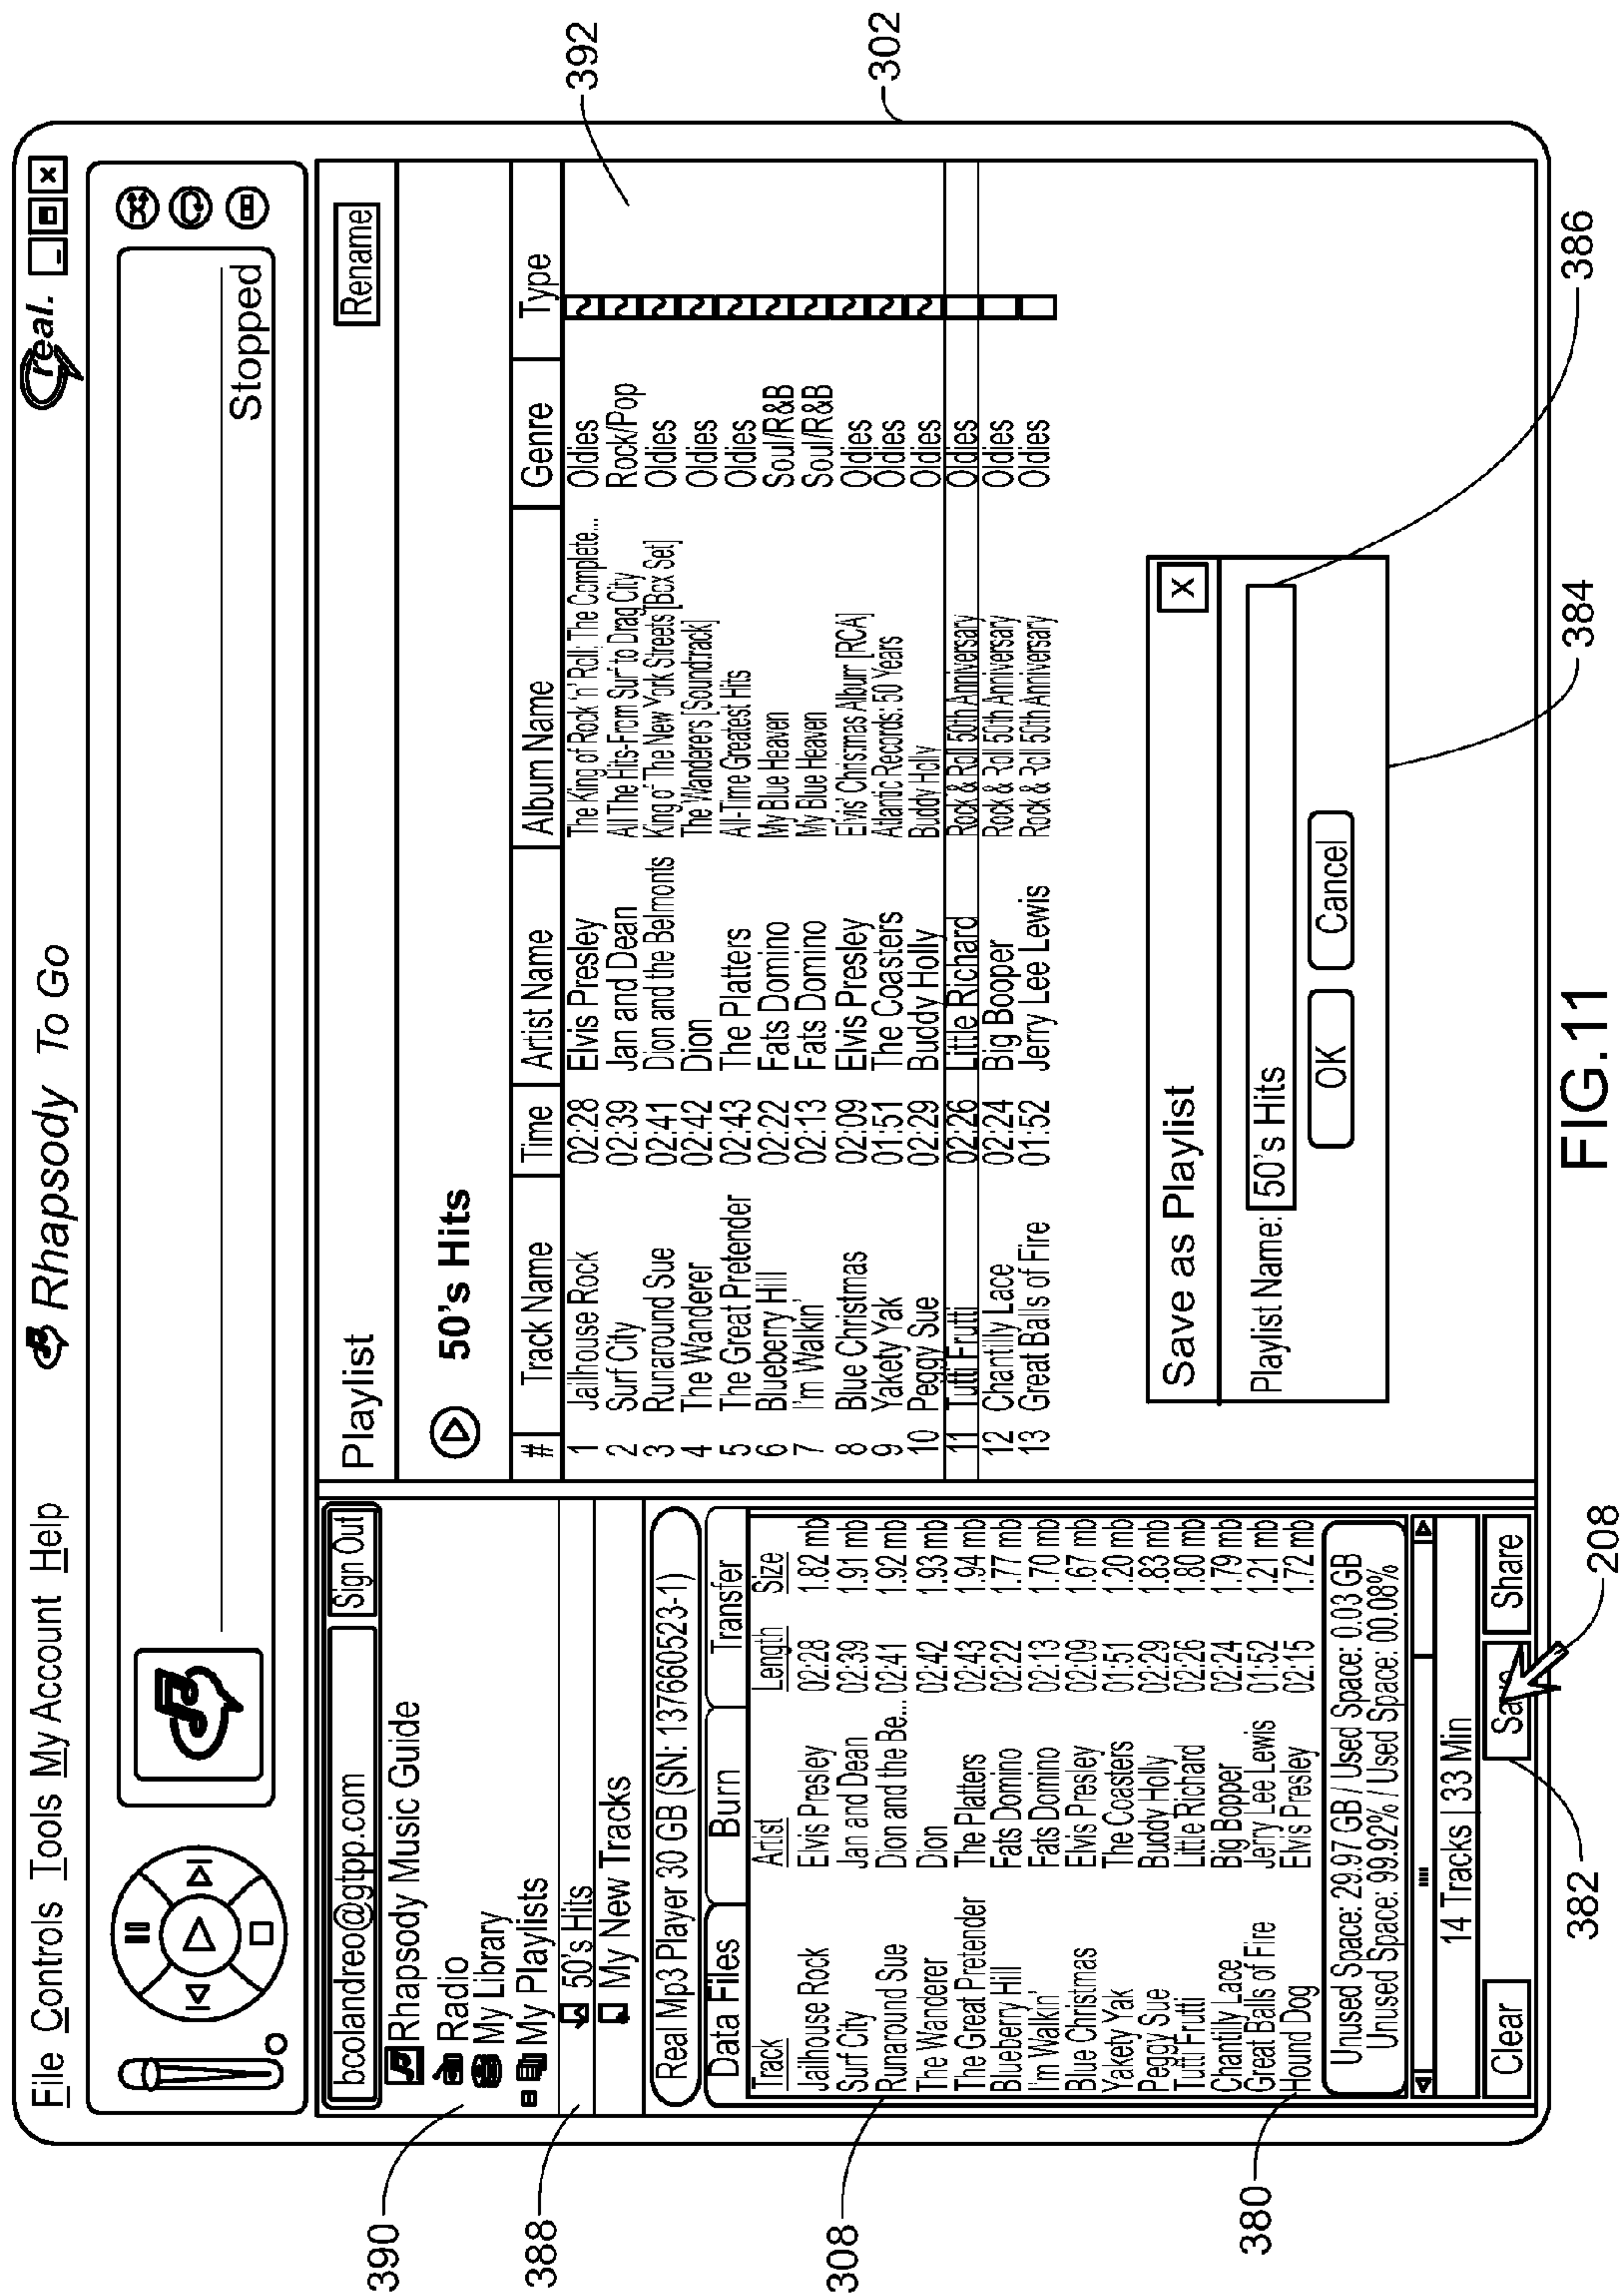 File Controls Tools My Account Help
Rhapsody To Go
real.
Stopped
bcolandreo@gtpp.com
Sign Out
Rhapsody Music Guide
Radio
My Library
My Playlists
50's Hits
My New Tracks
Real Mp3 Player 30 GB (SN: 137660523-1)
Data Files Burn Transfer
Track Artist Length Size
Jailhouse Rock Elvis Presley 02:28 1.82 mb
Surf City Jan and Dean 02:39 1.91 mb
Runaround Sue Dion and the Be... 02:41 1.92 mb
The Wanderer Dion 02:42 1.93 mb
The Great Pretender The Platters 02:43 1.94 mb
Blueberry Hill Fats Domino 02:22 1.77 mb
I'm Walkin' Fats Domino 02:13 1.70 mb
Blue Christmas Elvis Presley 02:09 1.67 mb
Yakety Yak The Coasters 01:51 1.20 mb
Peggy Sue Buddy Holly 02:29 1.83 mb
Tutti Frutti Little Richard 02:26 1.80 mb
Chantilly Lace Big Bopper 02:24 1.79 mb
Great Balls of Fire Jerry Lee Lewis 01:52 1.21 mb
Hound Dog Elvis Presley 02:15 1.72 mb
Unused Space: 29.97 GB / Used Space: 0.03 GB
Unused Space: 99.92% / Used Space: 00.08%
14 Tracks | 33 Min
Clear Save Share
Playlist
Rename
50's Hits
# Track Name Time Artist Name Album Name Genre Type
1 Jailhouse Rock 02:28 Elvis Presley The King of Rock 'n' Roll: The Complete... Oldies
2 Surf City 02:39 Jan and Dean All The Hits-From Surf to Drag City Rock/Pop
3 Runaround Sue 02:41 Dion and the Belmonts King of The New York Streets [Box Set] Oldies
4 The Wanderer 02:42 Dion The Wanderers [Soundtrack] Oldies
5 The Great Pretender 02:43 The Platters All-Time Greatest Hits Oldies
6 Blueberry Hill 02:22 Fats Domino My Blue Heaven Soul/R&B
7 I'm Walkin' 02:13 Fats Domino My Blue Heaven Soul/R&B
8 Blue Christmas 02:09 Elvis Presley Elvis' Christmas Album [RCA] Oldies
9 Yakety Yak 01:51 The Coasters Atlantic Records: 50 Years Oldies
10 Peggy Sue 02:29 Buddy Holly Buddy Holly Oldies
11 Tutti Frutti 02:26 Little Richard Rock & Roll 50th Anniversary Oldies
12 Chantilly Lace 02:24 Big Booper Rock & Roll 50th Anniversary Oldies
13 Great Balls of Fire 01:52 Jerry Lee Lewis Rock & Roll 50th Anniversary Oldies
Save as Playlist X
Playlist Name: 50's Hits
OK Cancel
390
388
308
380
382
208
384
386
392
302
FIG.11